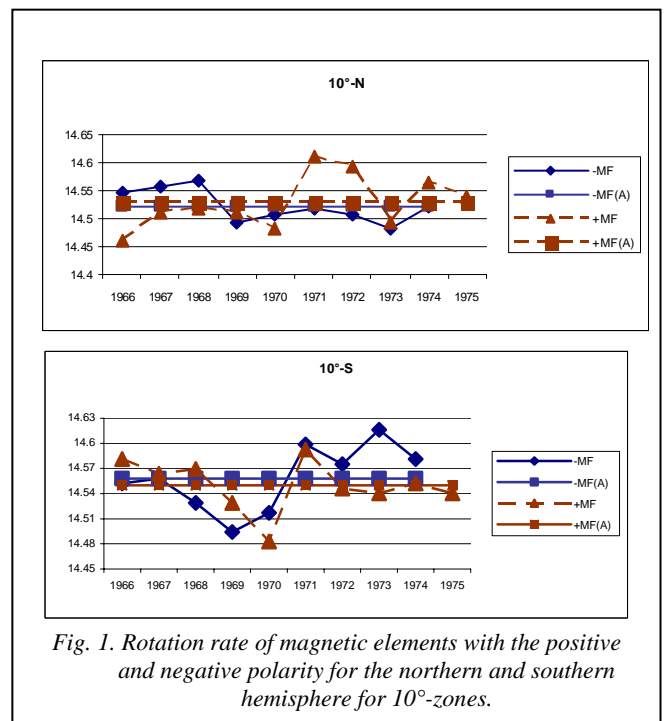 10°-N
14.65
14.6
14.55
14.5
14.45
14.4
1966 1967 1968 1969 1970 1971 1972 1973 1974 1975
-MF
-MF(A)
+MF
+MF(A)
10°-S
14.63
14.6
14.57
14.54
14.51
14.48
14.45
1966 1967 1968 1969 1970 1971 1972 1973 1974 1975
-MF
-MF(A)
+MF
+MF(A)
Fig. 1. Rotation rate of magnetic elements with the positive
and negative polarity for the northern and southern
hemisphere for 10°-zones.